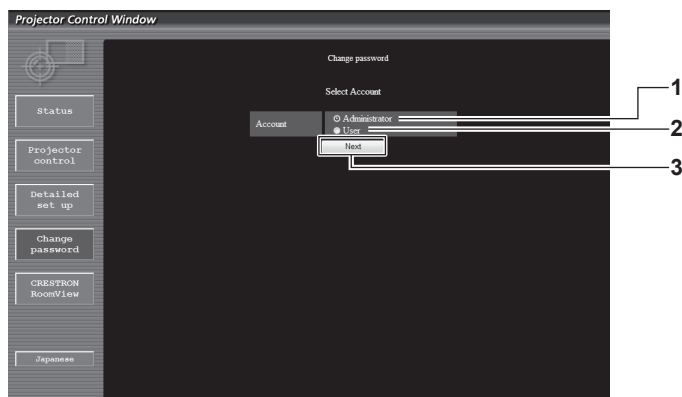 Projector Control Window
Change password
Select Account
Account
Administrator
User
Next
Status
Projector
control
Detailed
set up
Change
password
CRESTRON
RoomView
Japanese
1
2
3